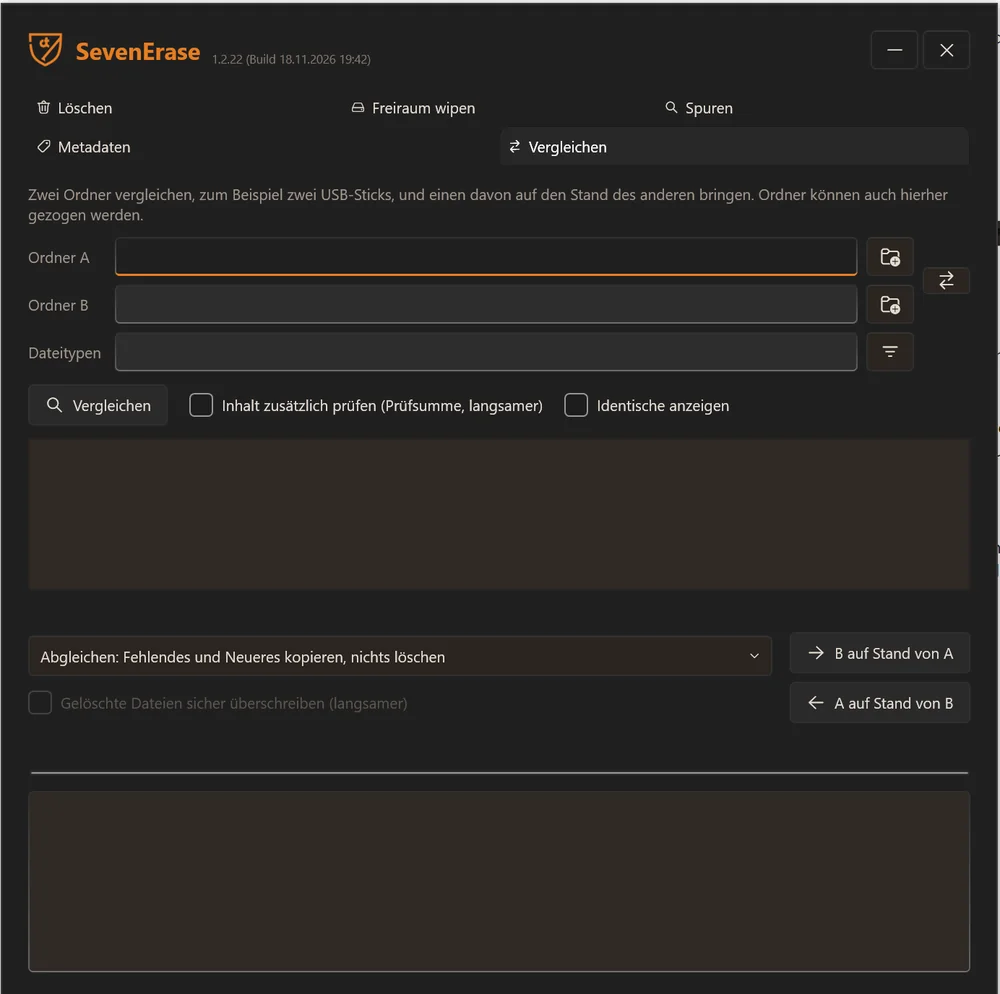 SevenErase 1.2.22 (Build 18.11.2026 19:42)
Löschen Freiraum wipen Spuren
Metadaten Vergleichen
Zwei Ordner vergleichen, zum Beispiel zwei USB-Sticks, und einen davon auf den Stand des anderen bringen. Ordner können auch hierher
gezogen werden.
Ordner A
Ordner B
Dateitypen
Vergleichen Inhalt zusätzlich prüfen (Prüfsumme, langsamer) Identische anzeigen
Abgleichen: Fehlendes und Neueres kopieren, nichts löschen B auf Stand von A
Gelöschte Dateien sicher überschreiben (langsamer) A auf Stand von B